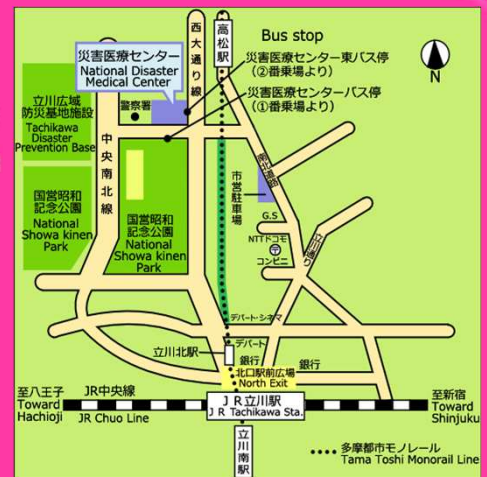 高松駅
西大通り線
Bus stop
災害医療センター東バス停
(②番乗場より)
災害医療センターバス停
(①番乗場より)
N
災害医療センター
National Disaster
Medical Center
立川広域
防災基地施設
Tachikawa
Disaster
Prevention Base
警察署
中央南北線
国営昭和
記念公園
National
Showa kinen
Park
国営昭和
記念公園
National
Showa kinen
Park
南北道路
市営駐車場
G.S
NTTドコモ
〒
コンビニ
立川通り
デパート・シネマ
デパート
立川北駅
銀行
銀行
北口駅前広場
North Exit
至八王子
Toward
Hachioji
JR中央線
JR Chuo Line
JR立川駅
JR Tachikawa Sta.
至新宿
Toward
Shinjuku
立川南駅
多摩都市モノレール
Tama Toshi Monorail Line